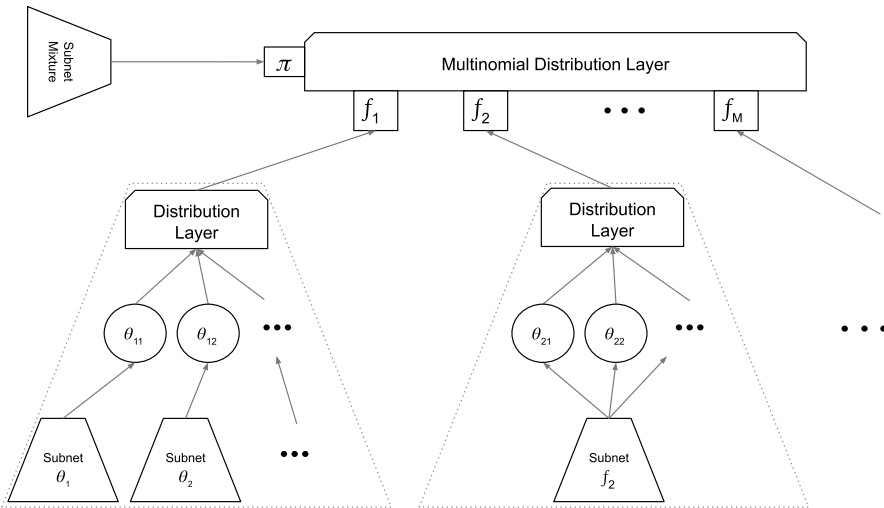 Subnet
Mixture
π
Multinomial Distribution Layer
f₁
f₂
• • •
f_M
Distribution
Layer
Distribution
Layer
θ₁₁
θ₁₂
•••
θ₂₁
θ₂₂
•••
• • •
Subnet
θ₁
Subnet
θ₂
•••
Subnet
f₂